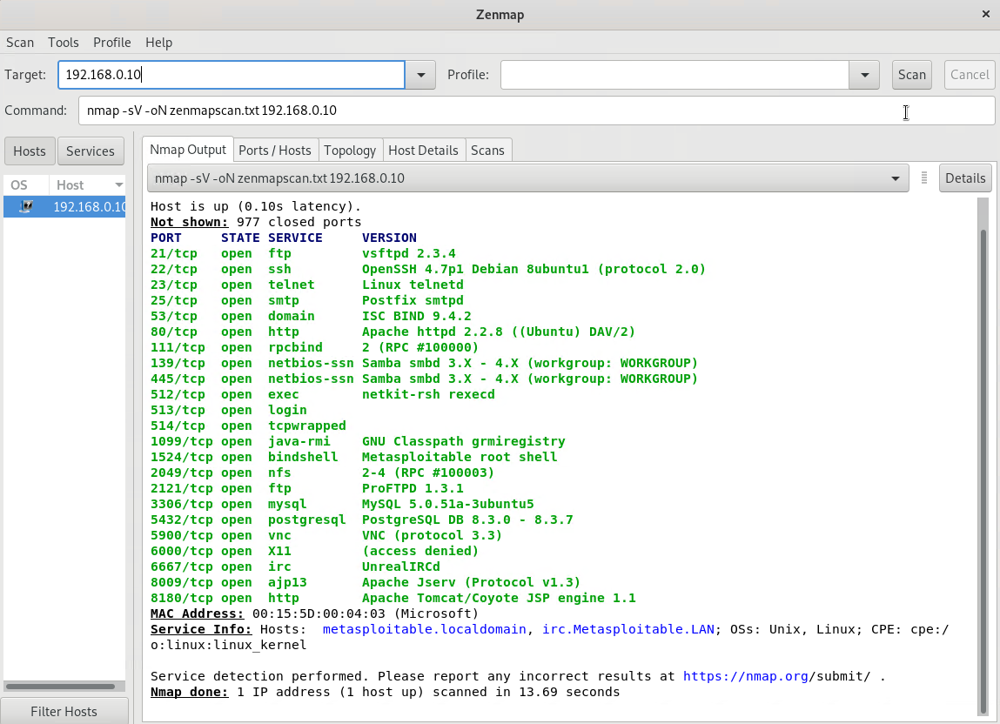 Zenmap
Scan Tools Profile Help
Target: 192.168.0.10 Profile: Scan Cancel
Command: nmap -sV -oN zenmapscan.txt 192.168.0.10
Hosts Services
Nmap Output Ports / Hosts Topology Host Details Scans
OS Host
192.168.0.10
nmap -sV -oN zenmapscan.txt 192.168.0.10 Details
Host is up (0.10s latency).
Not shown: 977 closed ports
PORT STATE SERVICE VERSION
21/tcp open ftp vsftpd 2.3.4
22/tcp open ssh OpenSSH 4.7p1 Debian 8ubuntu1 (protocol 2.0)
23/tcp open telnet Linux telnetd
25/tcp open smtp Postfix smtpd
53/tcp open domain ISC BIND 9.4.2
80/tcp open http Apache httpd 2.2.8 ((Ubuntu) DAV/2)
111/tcp open rpcbind 2 (RPC #100000)
139/tcp open netbios-ssn Samba smbd 3.X - 4.X (workgroup: WORKGROUP)
445/tcp open netbios-ssn Samba smbd 3.X - 4.X (workgroup: WORKGROUP)
512/tcp open exec netkit-rsh rexecd
513/tcp open login
514/tcp open tcpwrapped
1099/tcp open java-rmi GNU Classpath grmiregistry
1524/tcp open bindshell Metasploitable root shell
2049/tcp open nfs 2-4 (RPC #100003)
2121/tcp open ftp ProFTPD 1.3.1
3306/tcp open mysql MySQL 5.0.51a-3ubuntu5
5432/tcp open postgresql PostgreSQL DB 8.3.0 - 8.3.7
5900/tcp open vnc VNC (protocol 3.3)
6000/tcp open X11 (access denied)
6667/tcp open irc UnrealIRCd
8009/tcp open ajp13 Apache Jserv (Protocol v1.3)
8180/tcp open http Apache Tomcat/Coyote JSP engine 1.1
MAC Address: 00:15:5D:00:04:03 (Microsoft)
Service Info: Hosts: metasploitable.localdomain, irc.Metasploitable.LAN; OSs: Unix, Linux; CPE: cpe:/
o:linux:linux_kernel
Service detection performed. Please report any incorrect results at https://nmap.org/submit/ .
Nmap done: 1 IP address (1 host up) scanned in 13.69 seconds
Filter Hosts